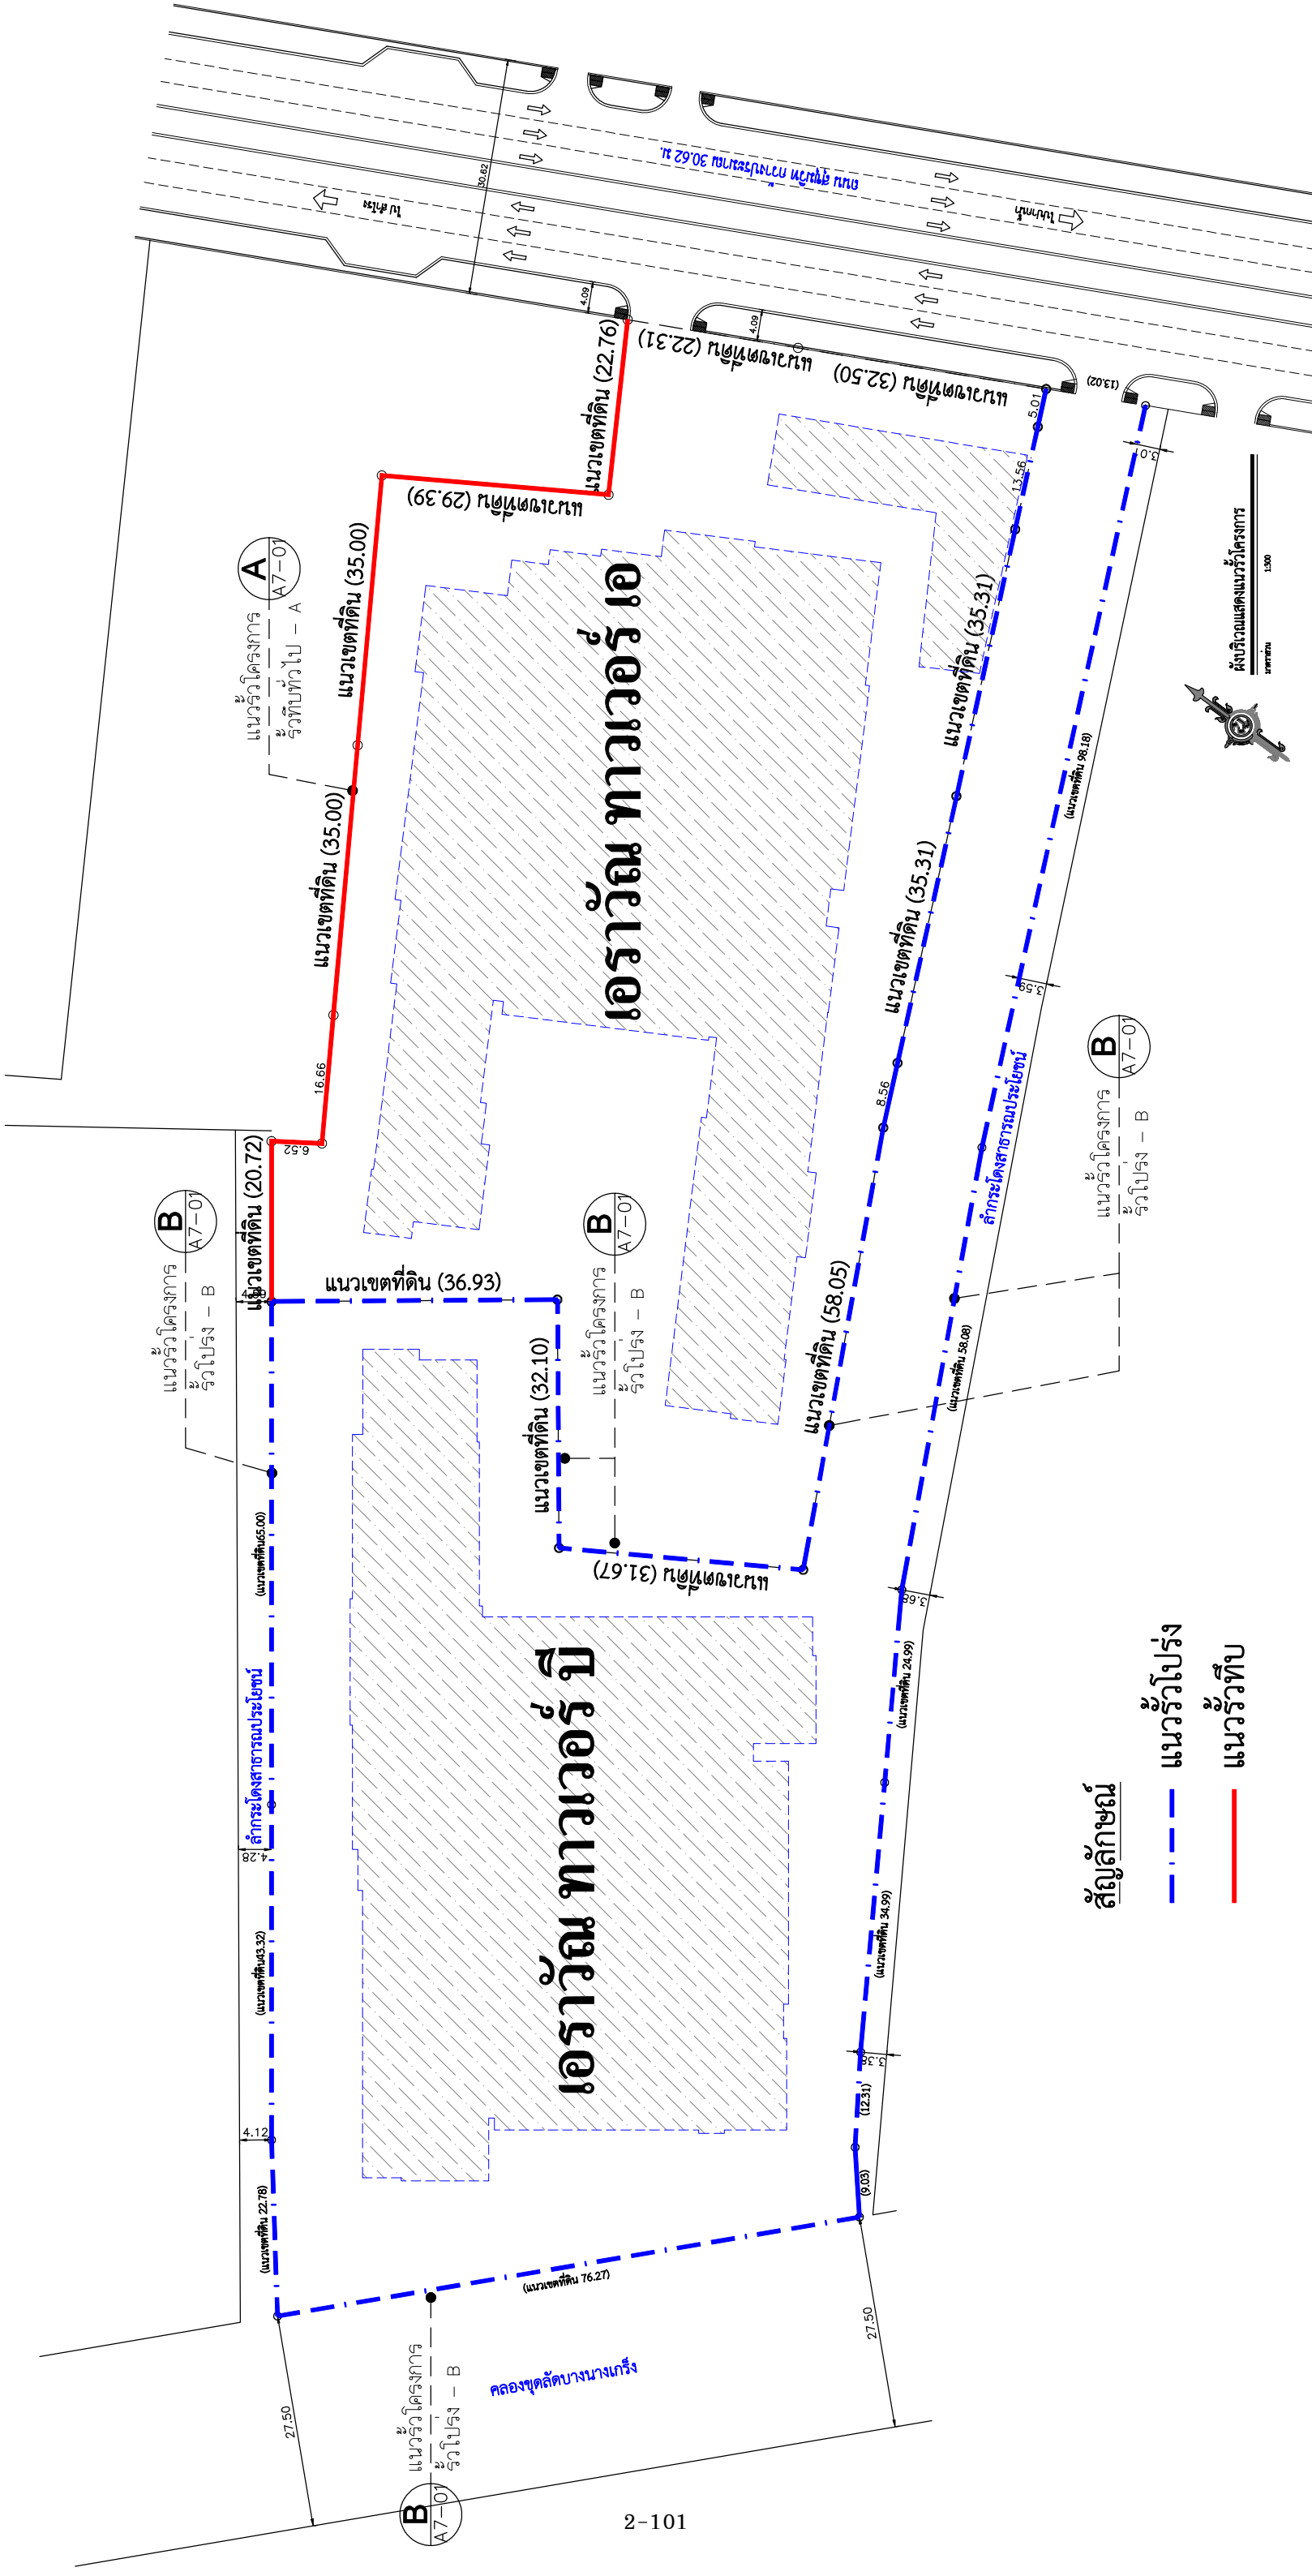 ถนน สุขุมวิท กว้างประมาณ 30.62 ม.
ไป สำโรง
ไปปากน้ำ
30.62
4.09
4.09
(13.02)
แนวเขตที่ดิน (22.76)
แนวเขตที่ดิน (22.31)
แนวเขตที่ดิน (32.50)
แนวเขตที่ดิน (29.39)
แนวเขตที่ดิน (35.00)
แนวเขตที่ดิน (35.00)
16.66
6.52
แนวเขตที่ดิน (20.72)
A
A7-01
แนวรั้วโครงการ
รั้วทึบทั่วไป - A
เอราวัณ ทาวเวอร์ เอ
5.01
13.56
แนวเขตที่ดิน (35.31)
แนวเขตที่ดิน (35.31)
8.56
แนวเขตที่ดิน (58.05)
แนวเขตที่ดิน (36.93)
แนวเขตที่ดิน (32.10)
แนวเขตที่ดิน (31.67)
B
A7-01
แนวรั้วโครงการ
รั้วโปร่ง - B
B
A7-01
แนวรั้วโครงการ
รั้วโปร่ง - B
B
A7-01
แนวรั้วโครงการ
รั้วโปร่ง - B
3.01
(แนวเขตที่ดิน 98.18)
3.59
ลำกระโดงสาธารณประโยชน์
(แนวเขตที่ดิน 58.08)
3.68
(แนวเขตที่ดิน 24.99)
(แนวเขตที่ดิน 34.99)
3.38
(12.31)
(9.03)
(แนวเขตที่ดิน65.00)
ลำกระโดงสาธารณประโยชน์
4.28
(แนวเขตที่ดิน43.32)
4.12
(แนวเขตที่ดิน 22.78)
เอราวัณ ทาวเวอร์ บี
(แนวเขตที่ดิน 76.27)
27.50
27.50
คลองขุดลัดบางนางเกร็ง
B
A7-01
แนวรั้วโครงการ
รั้วโปร่ง - B
ผังบริเวณแสดงแนวรั้วโครงการ
มาตราส่วน 1:300
สัญลักษณ์
แนวรั้วโปร่ง
แนวรั้วทึบ
2-101